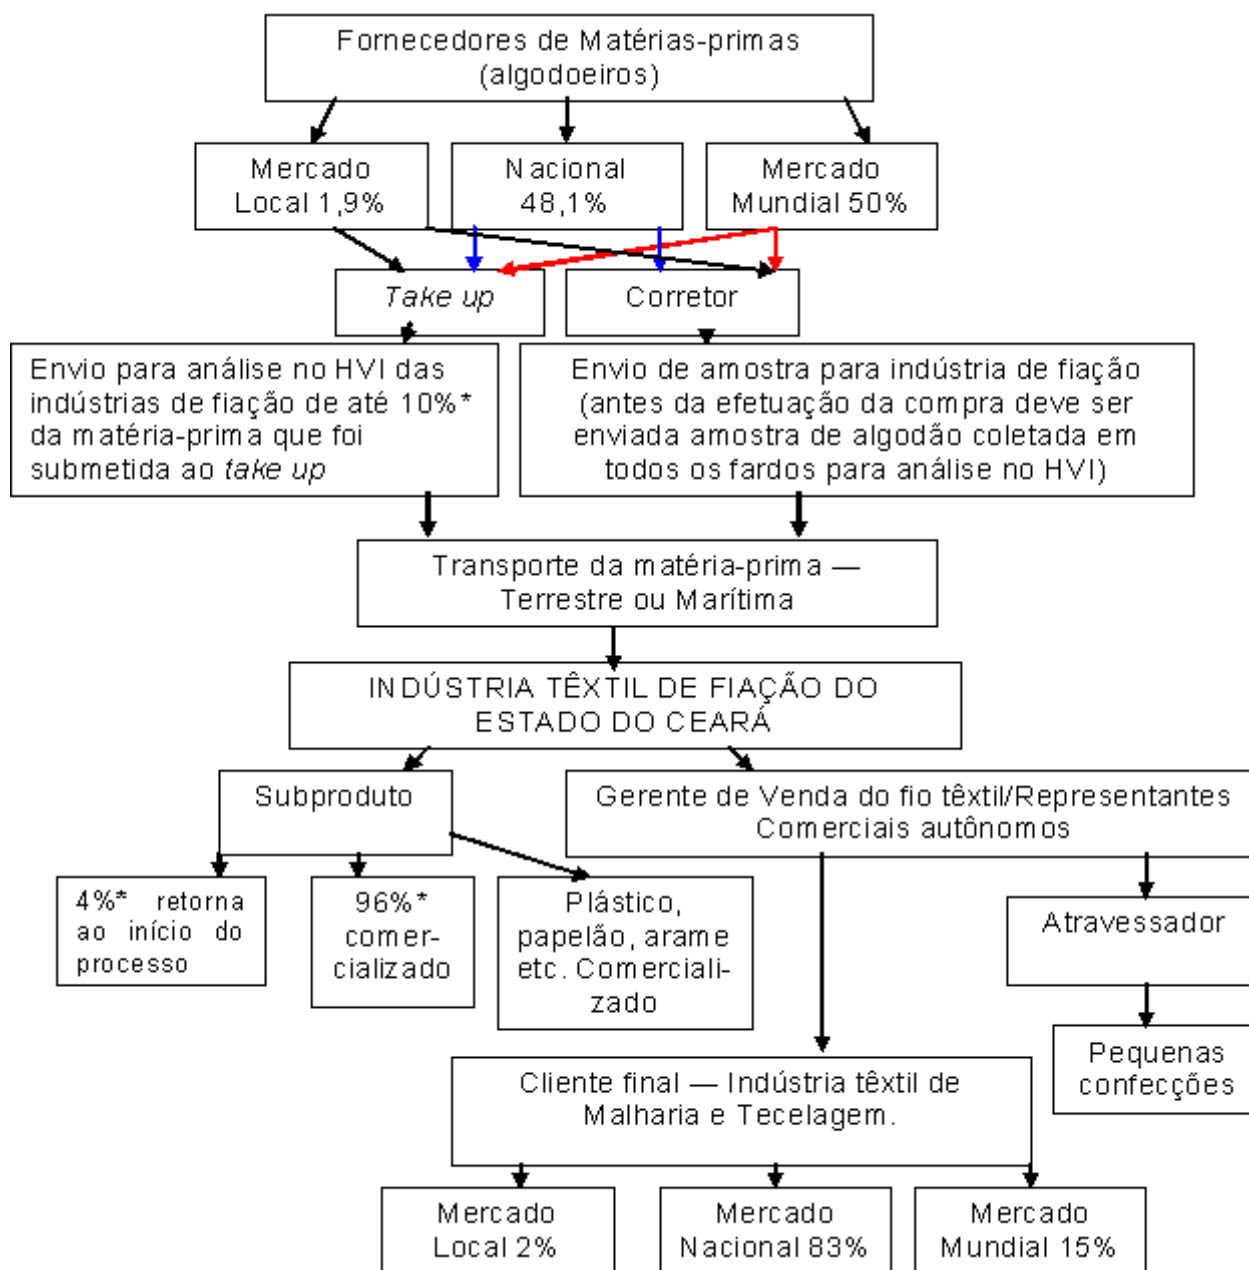 Fornecedores de Matérias-primas
(algodoeiros)
Mercado
Local 1,9%
Nacional
48,1%
Mercado
Mundial 50%
Take up
Corretor
Envio para análise no HVI das
indústrias de fiação de até 10%*
da matéria-prima que foi
submetida ao take up
Envio de amostra para indústria de fiação
(antes da efetuação da compra deve ser
enviada amostra de algodão coletada em
todos os fardos para análise no HVI)
Transporte da matéria-prima —
Terrestre ou Marítima
INDÚSTRIA TÊXTIL DE FIAÇÃO DO
ESTADO DO CEARÁ
Subproduto
Gerente de Venda do fio têxtil/Representantes
Comerciais autônomos
4%* retorna
ao início do
processo
96%*
comer-
cializado
Plástico,
papelão, arame
etc. Comerciali-
zado
Atravessador
Pequenas
confecções
Cliente final — Indústria têxtil de
Malharia e Tecelagem.
Mercado
Local 2%
Mercado
Nacional 83%
Mercado
Mundial 15%